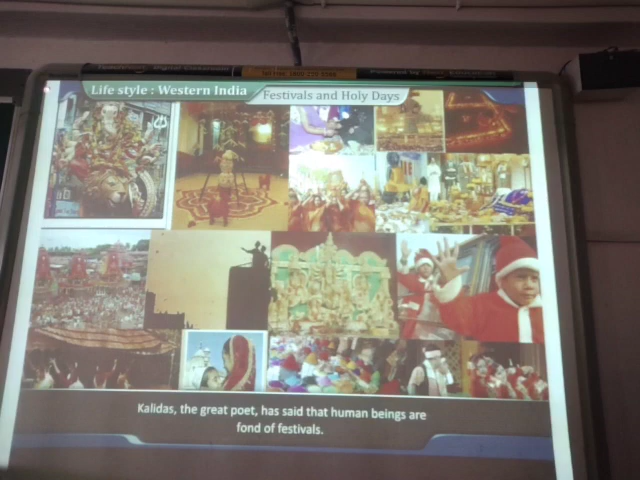 Life style : Western India
Festivals and Holy Days
Kalidas, the great poet, has said that human beings are
fond of festivals.